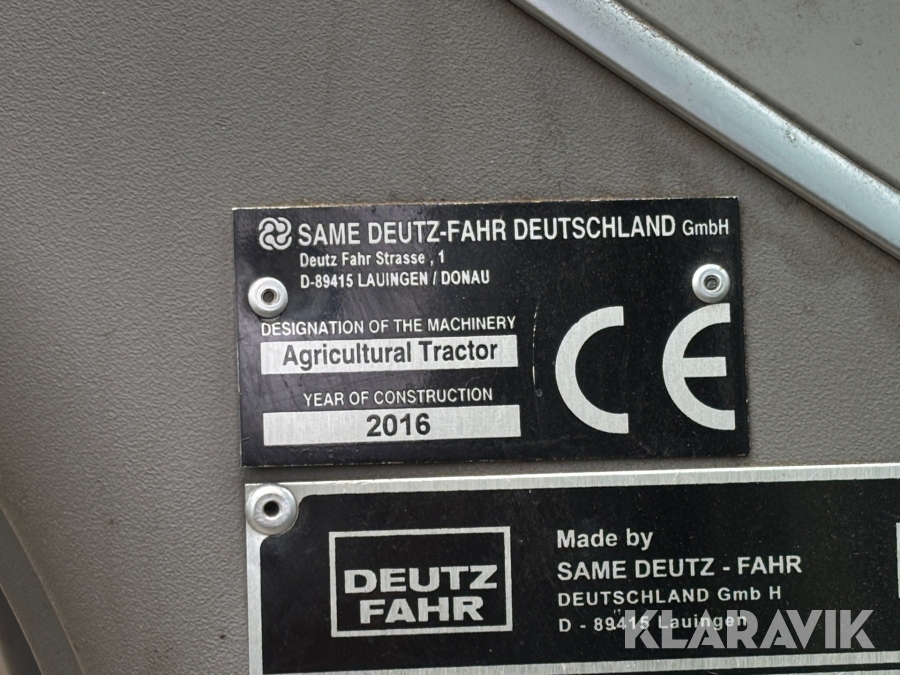 SAME DEUTZ-FAHR DEUTSCHLAND GmbH
Deutz Fahr Strasse , 1
D-89415 LAUINGEN / DONAU
DESIGNATION OF THE MACHINERY
Agricultural Tractor
YEAR OF CONSTRUCTION
2016
CE
DEUTZ
FAHR
Made by
SAME DEUTZ - FAHR
DEUTSCHLAND Gmb H
D - 89415 Lauingen
KLARAVIK